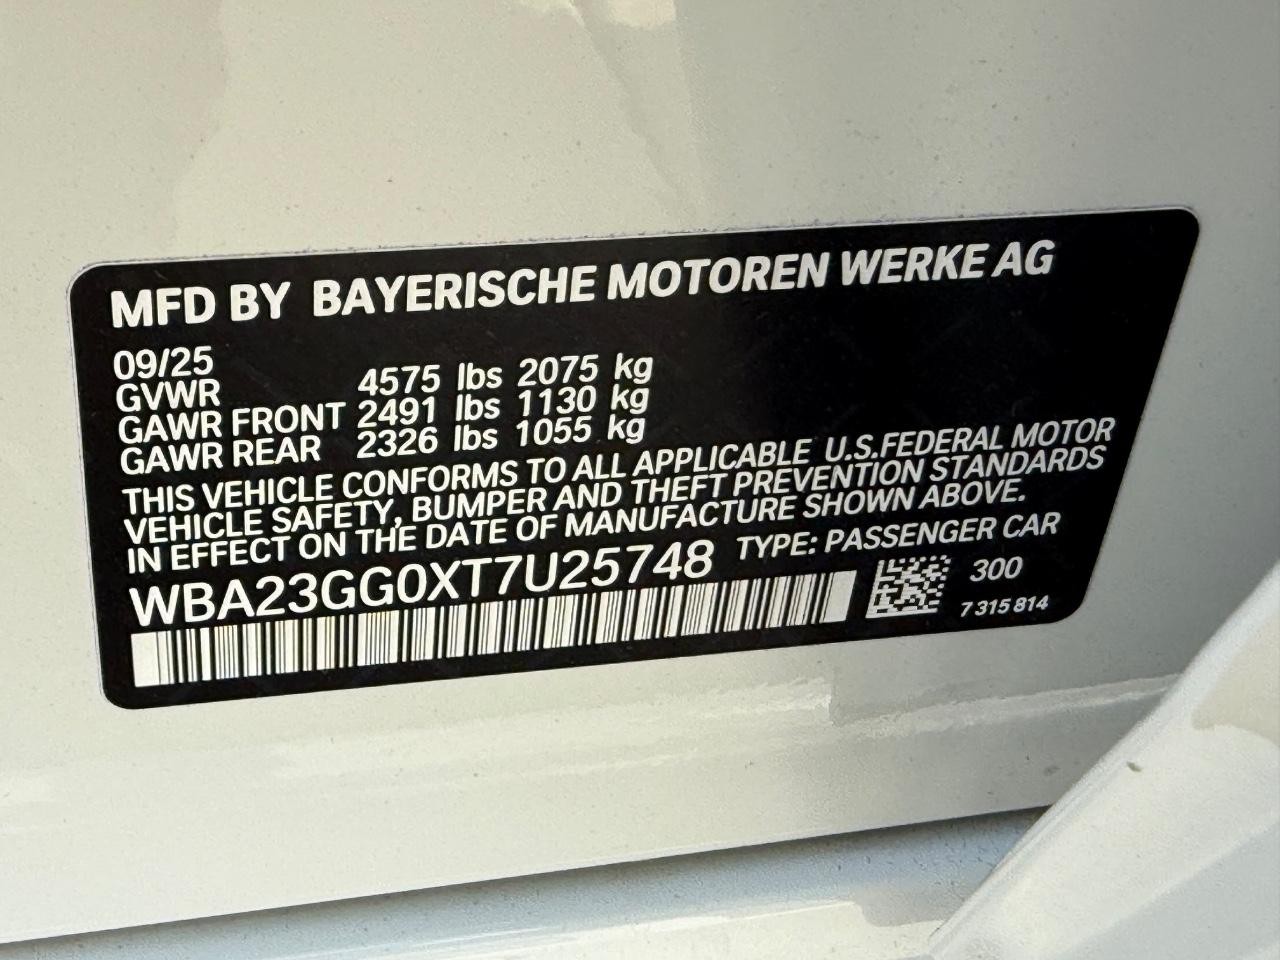 MFD BY BAYERISCHE MOTOREN WERKE AG
09/25
GVWR 4575 lbs 2075 kg
GAWR FRONT 2491 lbs 1130 kg
GAWR REAR 2326 lbs 1055 kg
THIS VEHICLE CONFORMS TO ALL APPLICABLE U.S.FEDERAL MOTOR
VEHICLE SAFETY, BUMPER AND THEFT PREVENTION STANDARDS
IN EFFECT ON THE DATE OF MANUFACTURE SHOWN ABOVE.
WBA23GG0XT7U25748 TYPE: PASSENGER CAR
300
7 315 814